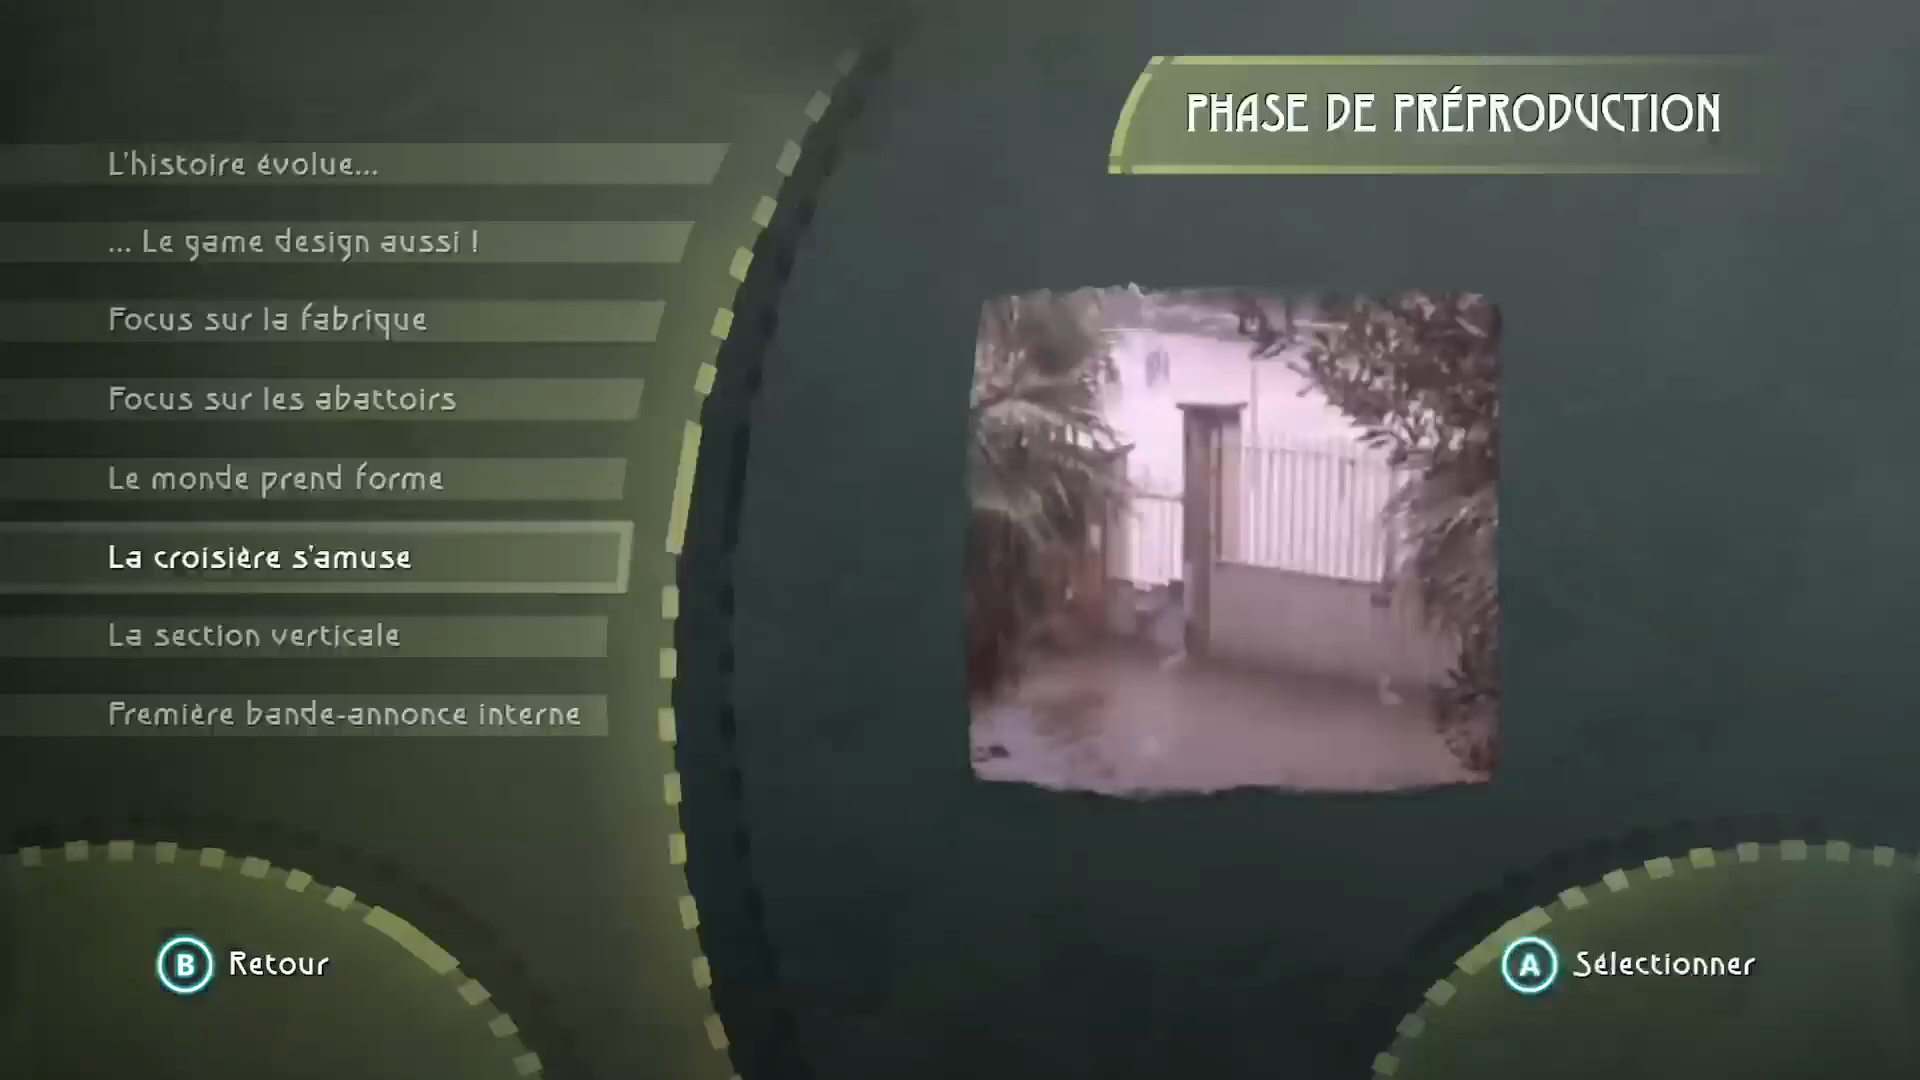 PHASE DE PRÉPRODUCTION
L'histoire évolue...
... Le game design aussi !
Focus sur la fabrique
Focus sur les abattoirs
Le monde prend forme
La croisière s'amuse
La section verticale
Première bande-annonce interne
B Retour
A Sélectionner